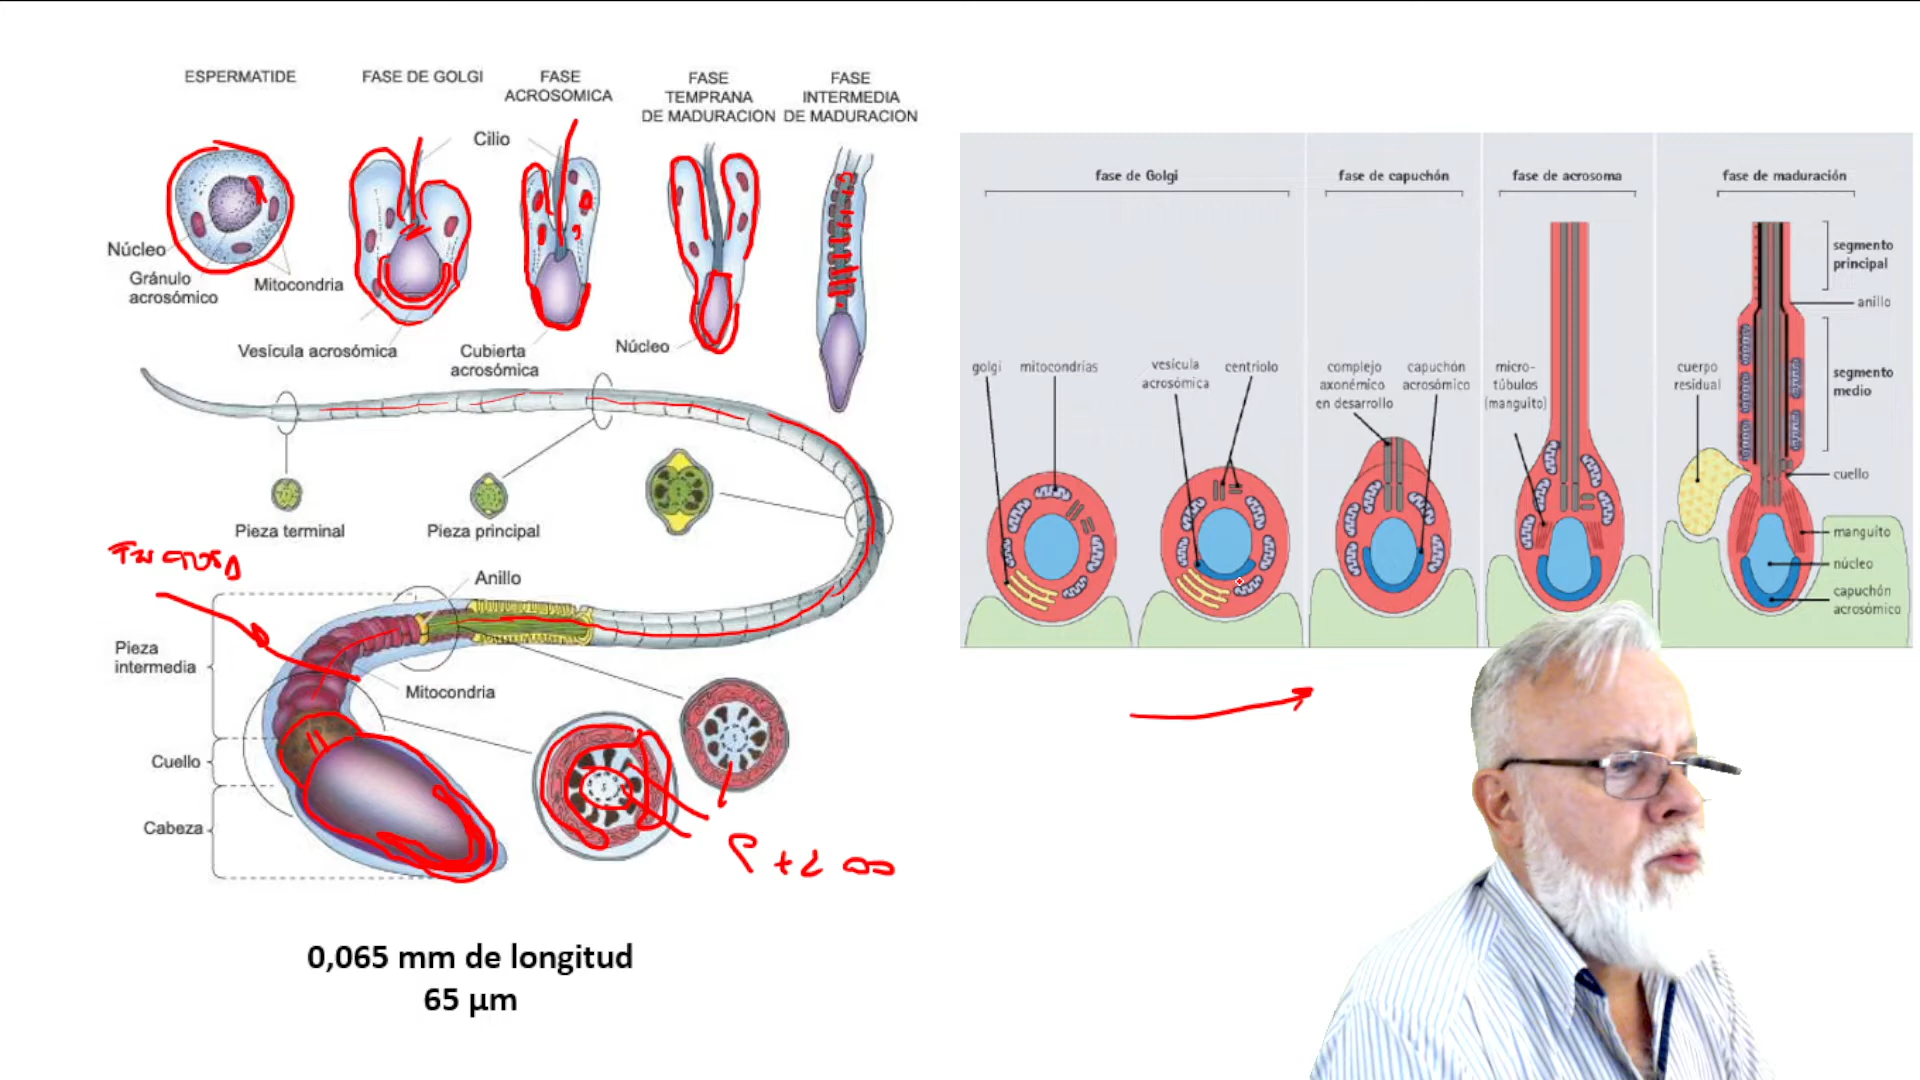 ESPERMATIDE
FASE DE GOLGI
FASE
ACROSOMICA
FASE
TEMPRANA
DE MADURACION
FASE
INTERMEDIA
DE MADURACION
Cilio
Núcleo
Gránulo
acrosómico
Mitocondria
Vesícula acrosómica
Cubierta
acrosómica
Núcleo
Pieza terminal
Pieza principal
Anillo
Pieza
intermedia
Mitocondria
Cuello
Cabeza
+2
0,065 mm de longitud
65 µm
fase de Golgi
fase de capuchón
fase de acrosoma
fase de maduración
golgi
mitocondrias
vesícula
acrosómica
centríolo
complejo
axonémico
en desarrollo
capuchón
acrosómico
micro-
túbulos
(manguito)
cuerpo
residual
segmento
principal
anillo
segmento
medio
cuello
manguito
núcleo
capuchón
acrosómico